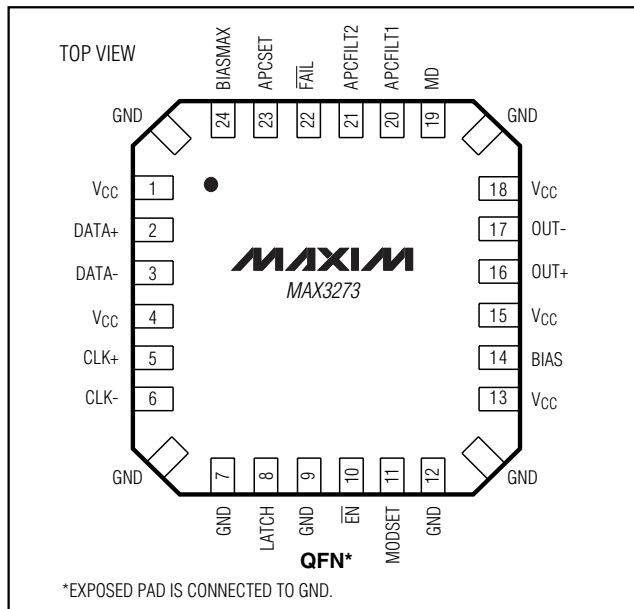 TOP VIEW
BIASMAX
APCSET
FAIL
APCFILT2
APCFILT1
MD
GND
24
23
22
21
20
19
GND
VCC
1
18
VCC
DATA+
2
17
OUT-
DATA-
3
MAXIM
16
OUT+
MAX3273
VCC
4
15
VCC
CLK+
5
14
BIAS
CLK-
6
13
VCC
GND
7
8
9
10
11
12
GND
GND
LATCH
GND
EN
MODSET
GND
QFN*
*EXPOSED PAD IS CONNECTED TO GND.